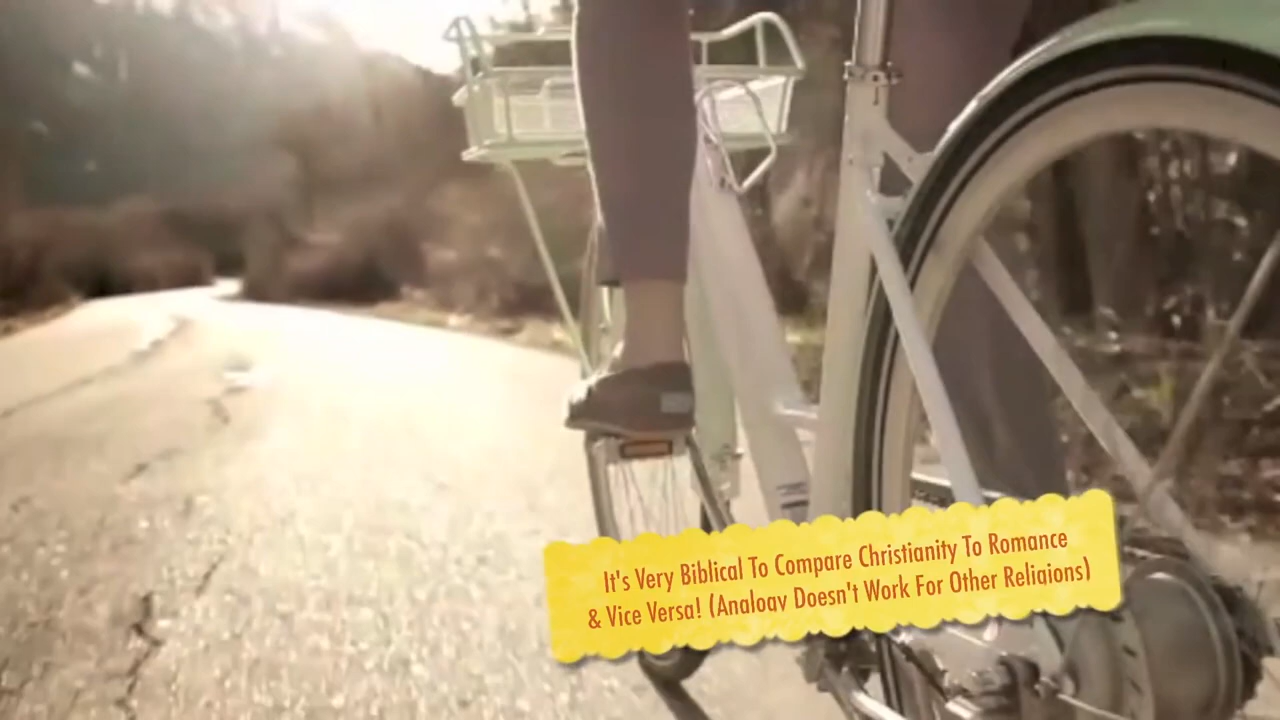 It's Very Biblical To Compare Christianity To Romance
& Vice Versa! (Analogy Doesn't Work For Other Religions)